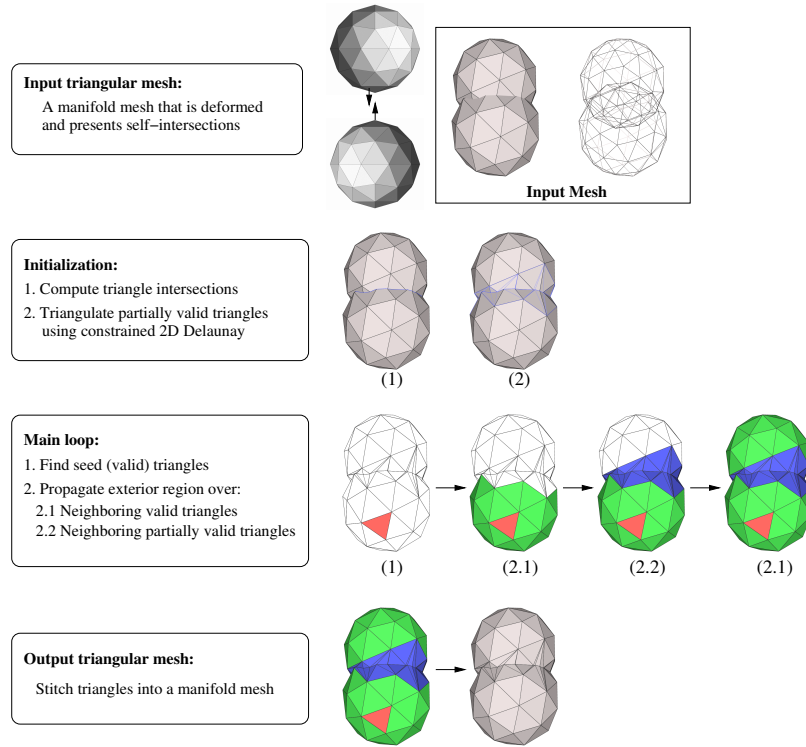 Input triangular mesh:
A manifold mesh that is deformed
and presents self−intersections
Input Mesh
Initialization:
1. Compute triangle intersections
2. Triangulate partially valid triangles
using constrained 2D Delaunay
(1)
(2)
Main loop:
1. Find seed (valid) triangles
2. Propagate exterior region over:
2.1 Neighboring valid triangles
2.2 Neighboring partially valid triangles
(1)
(2.1)
(2.2)
(2.1)
Output triangular mesh:
Stitch triangles into a manifold mesh